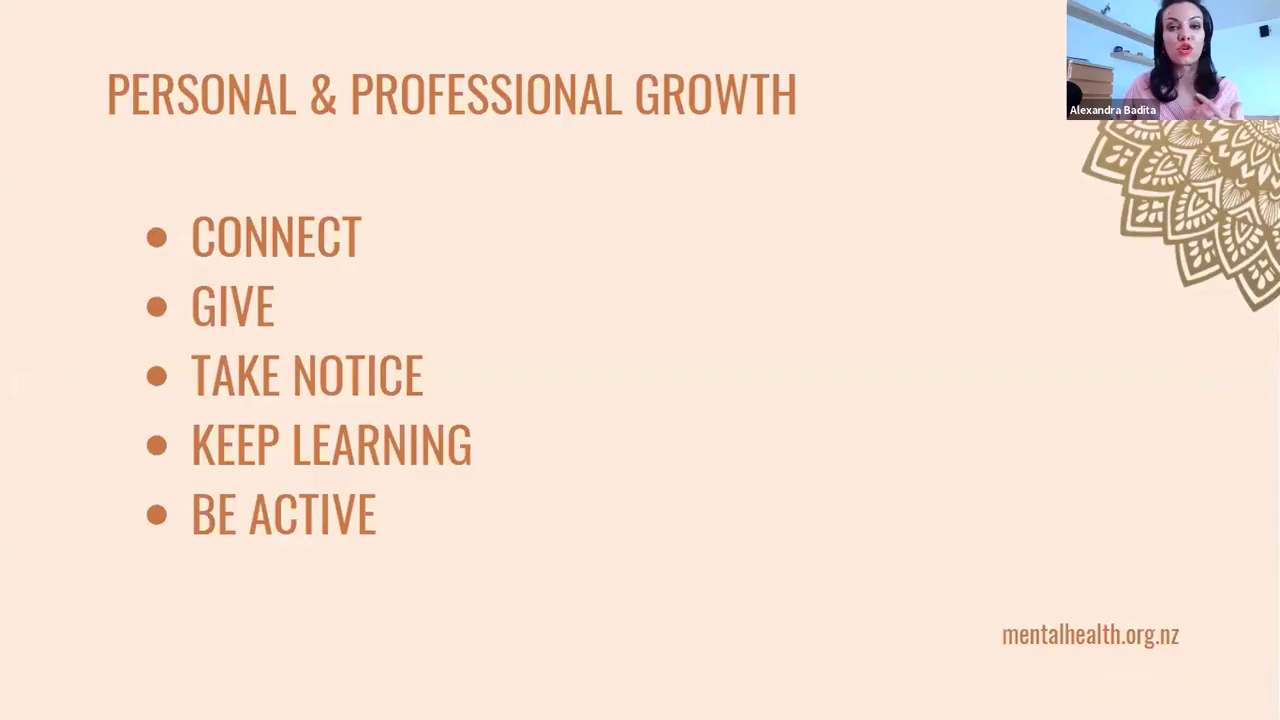 PERSONAL & PROFESSIONAL GROWTH
Alexandra Badita
CONNECT
GIVE
TAKE NOTICE
KEEP LEARNING
BE ACTIVE
mentalhealth.org.nz